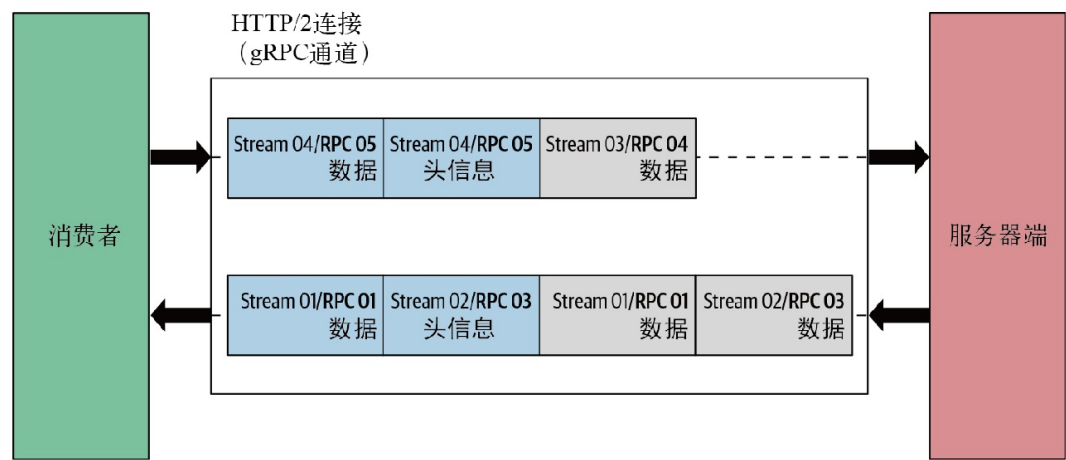 HTTP/2连接
（gRPC通道）
消费者
Stream 04/RPC 05
数据
Stream 04/RPC 05
头信息
Stream 03/RPC 04
数据
服务器端
Stream 01/RPC 01
数据
Stream 02/RPC 03
头信息
Stream 01/RPC 01
数据
Stream 02/RPC 03
数据